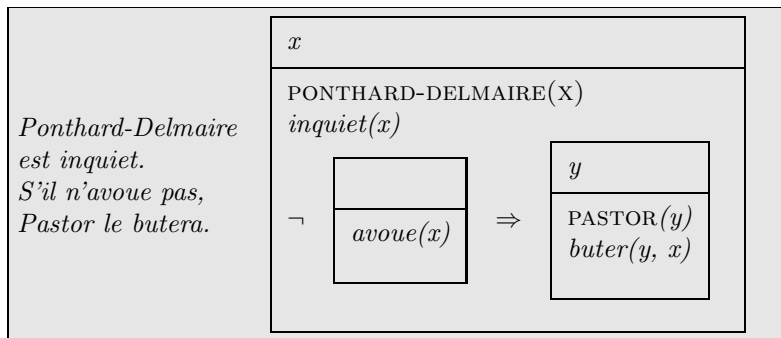 Ponthard-Delmaire
est inquiet.
S'il n'avoue pas,
Pastor le butera.
x
PONTHARD-DELMAIRE(X)
inquiet(x)
¬ avoue(x) ⇒
y
PASTOR(y)
buter(y, x)